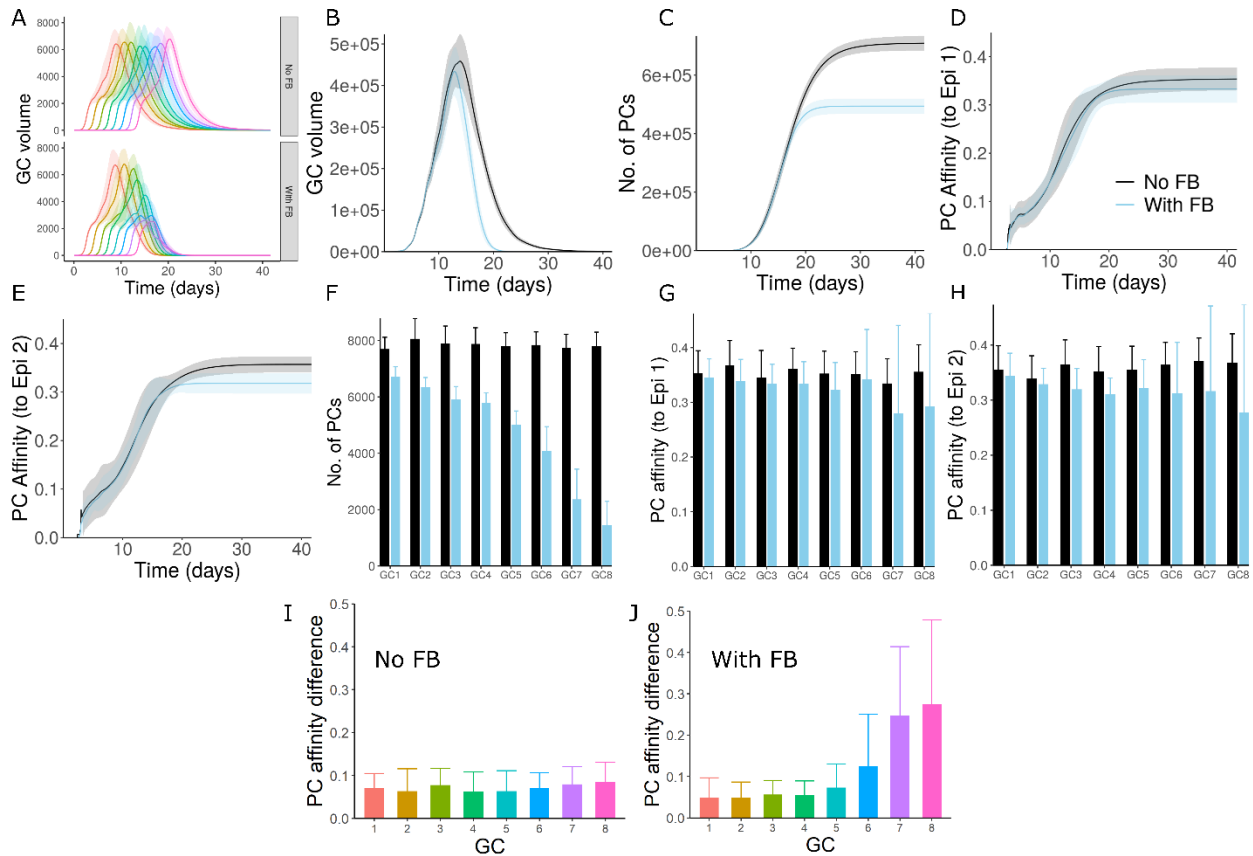 A
GC volume
8000
6000
4000
2000
0
No FB
8000
6000
4000
2000
0
With FB
0 10 20 30 40
Time (days)
B
GC volume
5e+05
4e+05
3e+05
2e+05
1e+05
0e+00
10 20 30 40
Time (days)
C
No. of PCs
6e+05
4e+05
2e+05
0e+00
10 20 30 40
Time (days)
D
PC Affinity (to Epi 1)
0.4
0.3
0.2
0.1
0.0
No FB
With FB
10 20 30 40
Time (days)
E
PC Affinity (to Epi 2)
0.3
0.2
0.1
0.0
10 20 30 40
Time (days)
F
No. of PCs
8000
6000
4000
2000
0
GC1 GC2 GC3 GC4 GC5 GC6 GC7 GC8
G
PC affinity (to Epi 1)
0.4
0.3
0.2
0.1
0.0
GC1 GC2 GC3 GC4 GC5 GC6 GC7 GC8
H
PC affinity (to Epi 2)
0.4
0.3
0.2
0.1
0.0
GC1 GC2 GC3 GC4 GC5 GC6 GC7 GC8
I
No FB
PC affinity difference
0.5
0.4
0.3
0.2
0.1
0.0
1 2 3 4 5 6 7 8
GC
J
With FB
PC affinity difference
0.5
0.4
0.3
0.2
0.1
0.0
1 2 3 4 5 6 7 8
GC